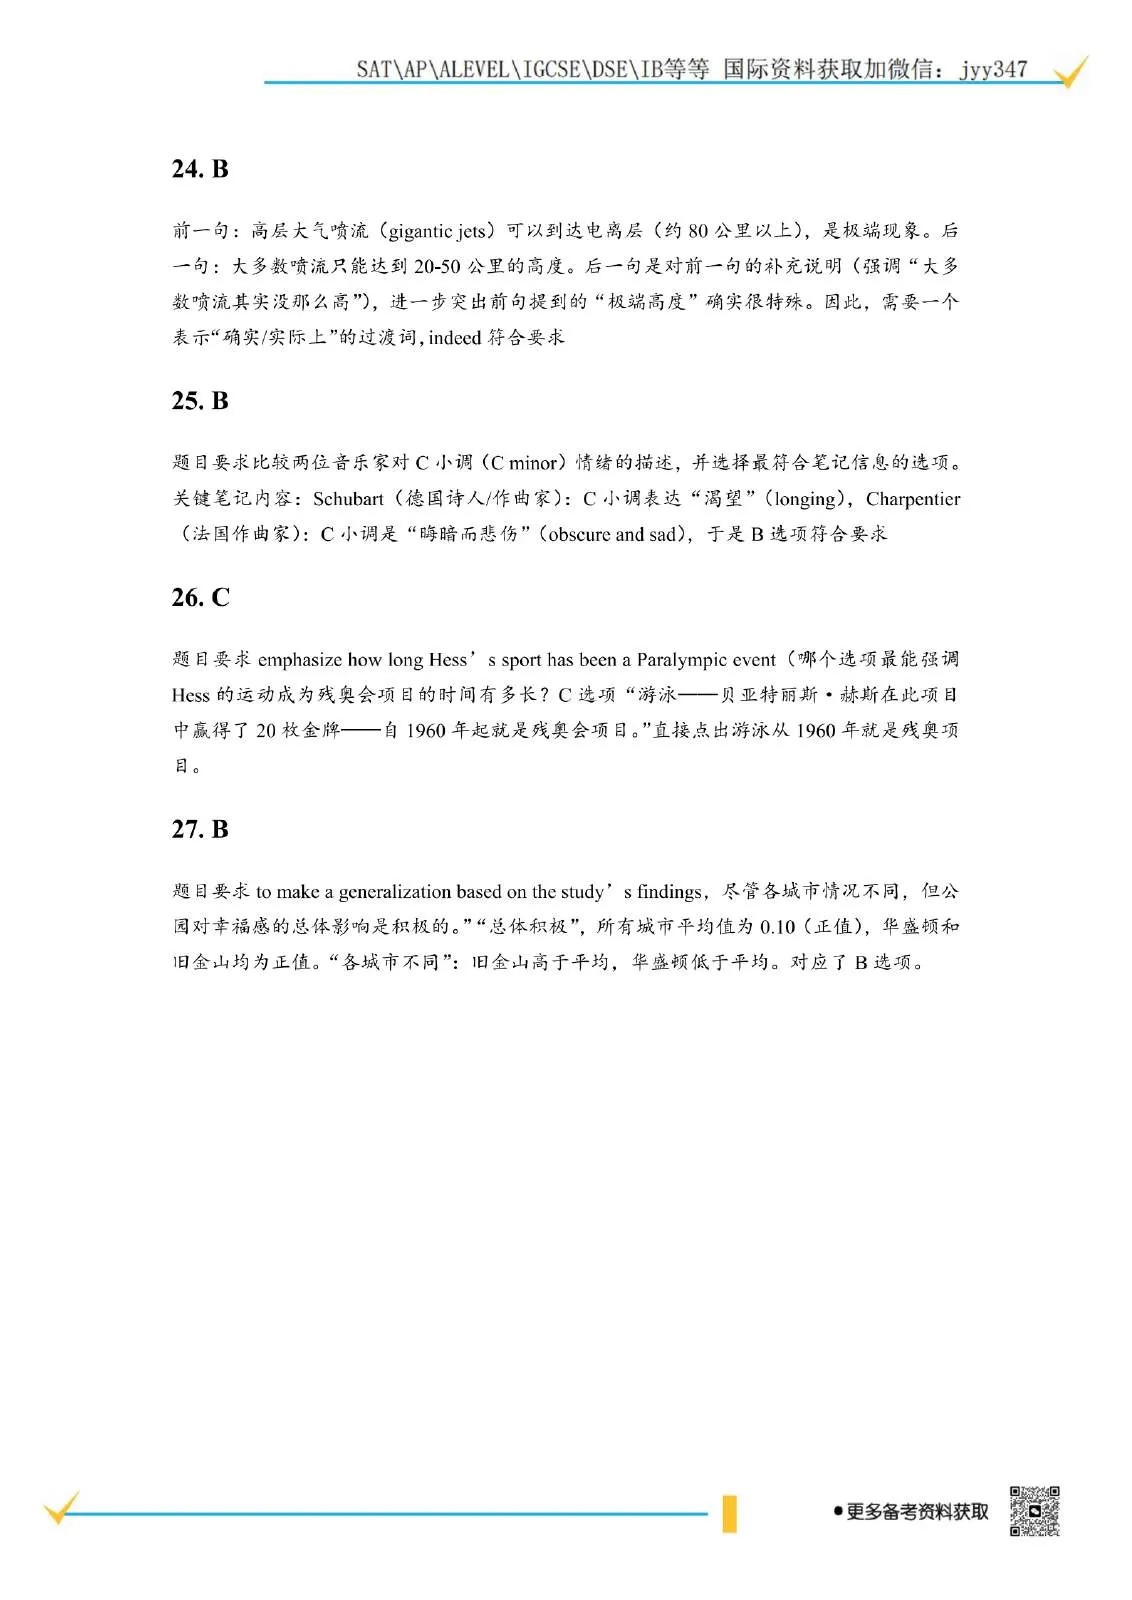 SAT\AP\ALEVEL\IGCSE\DSE\IB等等 国际资料获取加微信：jyy347
24. B
前一句：高层大气喷流（gigantic jets）可以到达电离层（约 80 公里以上），是极端现象。后
一句：大多数喷流只能达到 20-50 公里的高度。后一句是对前一句的补充说明（强调“大多
数喷流其实没那么高”），进一步突出前句提到的“极端高度”确实很特殊。因此，需要一个
表示“确实/实际上”的过渡词, indeed 符合要求
25. B
题目要求比较两位音乐家对 C 小调（C minor）情绪的描述，并选择最符合笔记信息的选项。
关键笔记内容：Schubart（德国诗人/作曲家）：C 小调表达“渴望”（longing），Charpentier
（法国作曲家）：C 小调是“晦暗而悲伤”（obscure and sad），于是 B 选项符合要求
26. C
题目要求 emphasize how long Hess’s sport has been a Paralympic event（哪个选项最能强调
Hess 的运动成为残奥会项目的时间有多长？C 选项“游泳——贝亚特丽斯·赫斯在此项目
中赢得了 20 枚金牌——自 1960 年起就是残奥会项目。”直接点出游泳从 1960 年就是残奥项
目。
27. B
题目要求 to make a generalization based on the study’s findings，尽管各城市情况不同，但公
园对幸福感的总体影响是积极的。”“总体积极”，所有城市平均值为 0.10（正值），华盛顿和
旧金山均为正值。“各城市不同”：旧金山高于平均，华盛顿低于平均。对应了 B 选项。
•更多备考资料获取